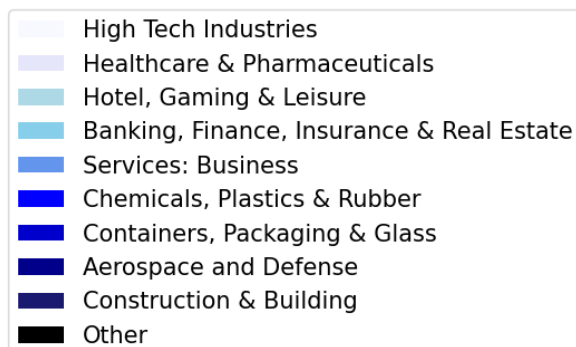 High Tech Industries
Healthcare & Pharmaceuticals
Hotel, Gaming & Leisure
Banking, Finance, Insurance & Real Estate
Services: Business
Chemicals, Plastics & Rubber
Containers, Packaging & Glass
Aerospace and Defense
Construction & Building
Other